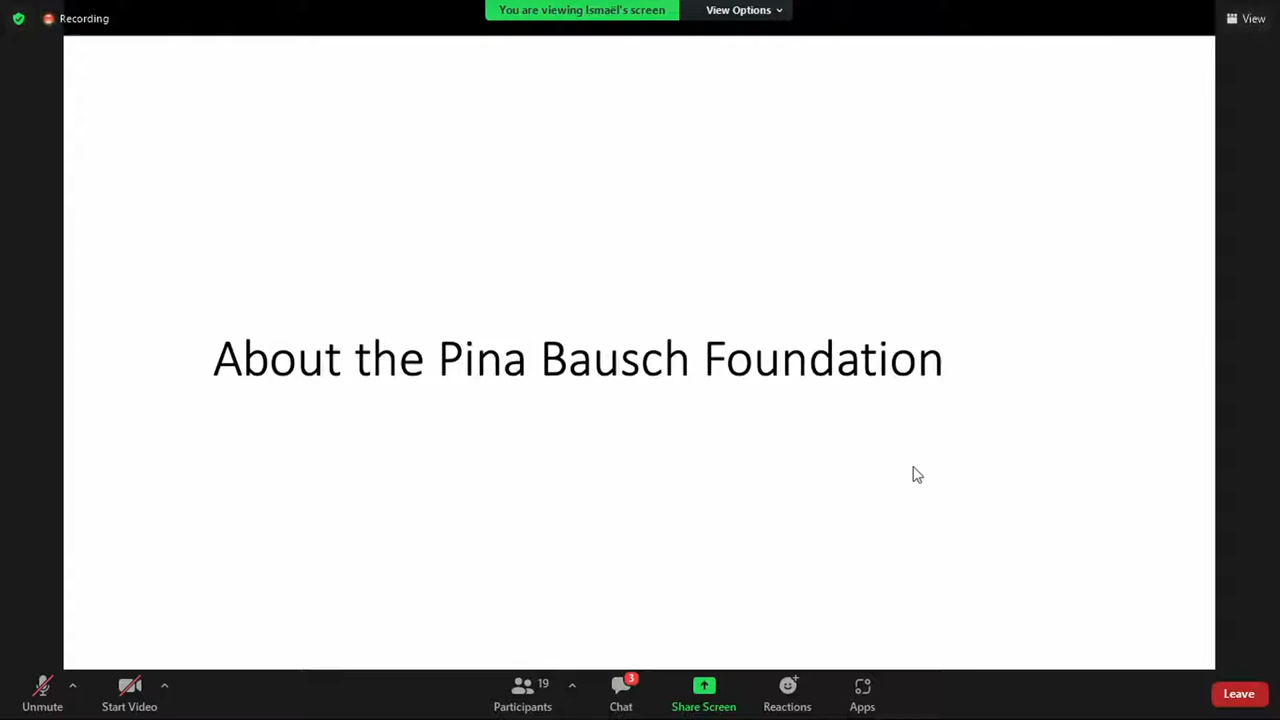 Recording
You are viewing Ismaël's screen
View Options
View
About the Pina Bausch Foundation
Unmute
Start Video
19
Participants
3
Chat
Share Screen
Reactions
Apps
Leave